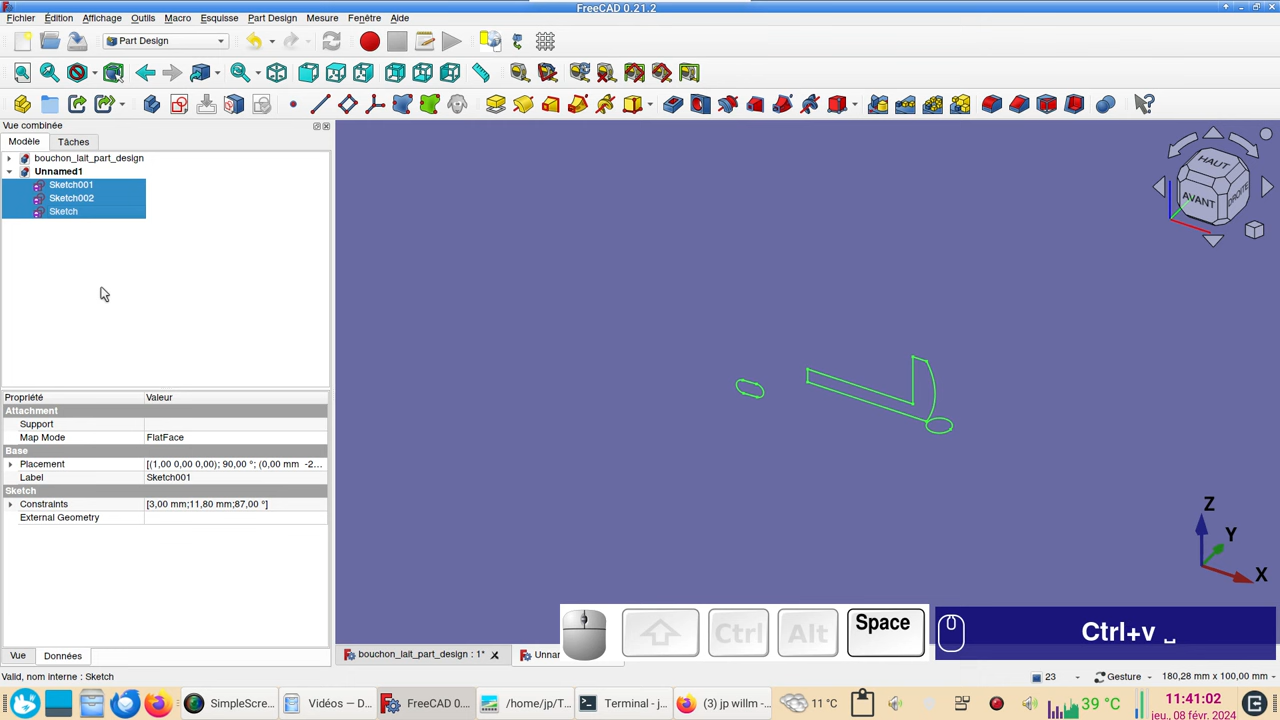 FreeCAD 0.21.2
Fichier Édition Affichage Outils Macro Esquisse Part Design Mesure Fenêtre Aide
Part Design
Vue combinée
Modèle Tâches
bouchon_lait_part_design
Unnamed1
Sketch001
Sketch002
Sketch
HAUT
AVANT
DROITE
Propriété Valeur
Attachment
Support
Map Mode FlatFace
Base
Placement [(1,00 0,00 0,00); 90,00 °; (0,00 mm -2...
Label Sketch001
Sketch
Constraints [3,00 mm;11,80 mm;87,00 °]
External Geometry
Z
Y
X
Ctrl Alt Space
Ctrl+v ␣
Vue Données
bouchon_lait_part_design : 1*
Unnar
Valid, nom interne : Sketch
23 Gesture 180,28 mm x 100,00 mm
SimpleScre... Vidéos — D... FreeCAD 0... /home/jp/T... Terminal - j... (3) jp willm -... 11 °C 39 °C
11:41:02
jeu., 08 févr. 2024